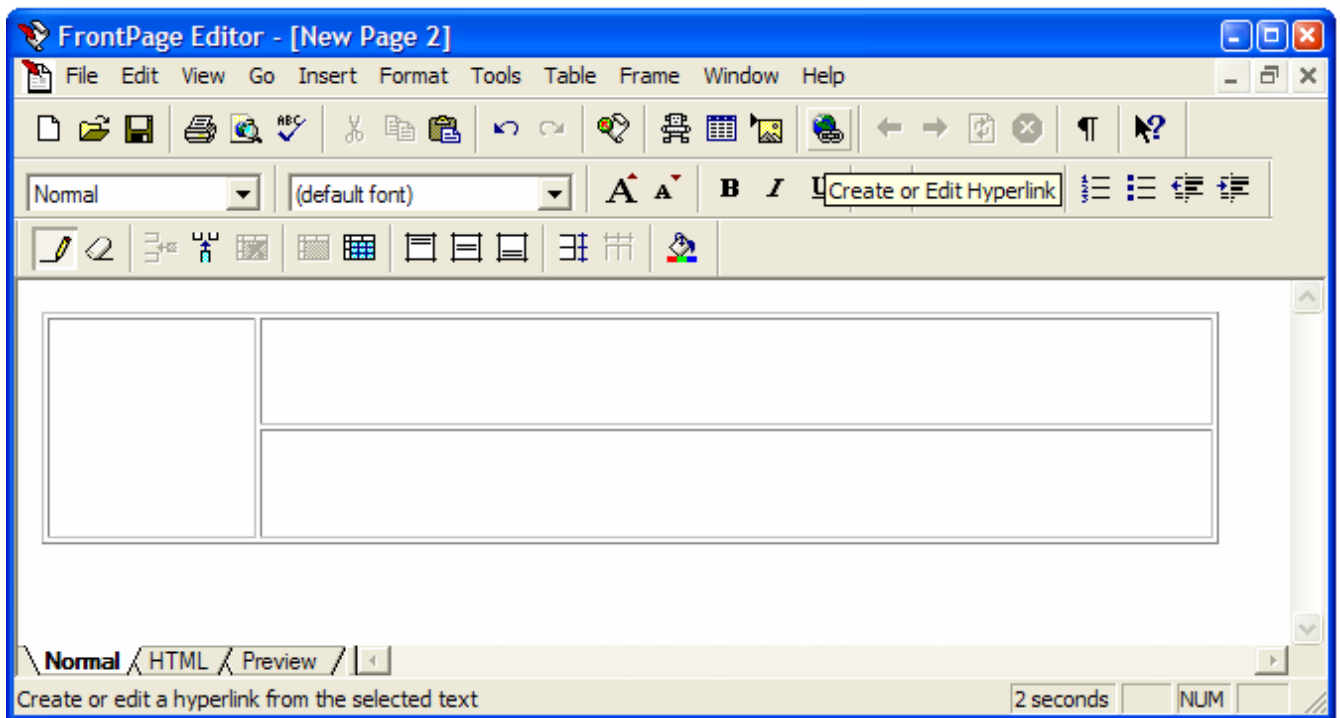 FrontPage Editor - [New Page 2]
File Edit View Go Insert Format Tools Table Frame Window Help
ABC
Normal (default font) A A B I U Create or Edit Hyperlink
Normal HTML Preview
Create or edit a hyperlink from the selected text 2 seconds NUM